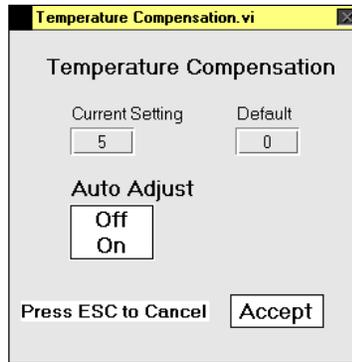 Temperature Compensation.vi
Temperature Compensation
Current Setting Default
5 0
Auto Adjust
Off
On
Press ESC to Cancel Accept